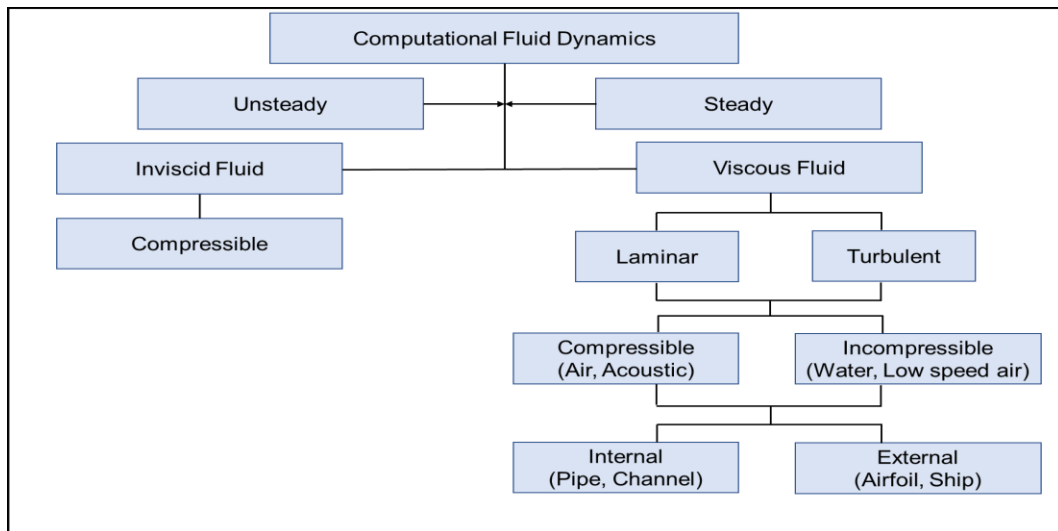 Computational Fluid Dynamics
Unsteady
Steady
Inviscid Fluid
Viscous Fluid
Compressible
Laminar
Turbulent
Compressible
(Air, Acoustic)
Incompressible
(Water, Low speed air)
Internal
(Pipe, Channel)
External
(Airfoil, Ship)